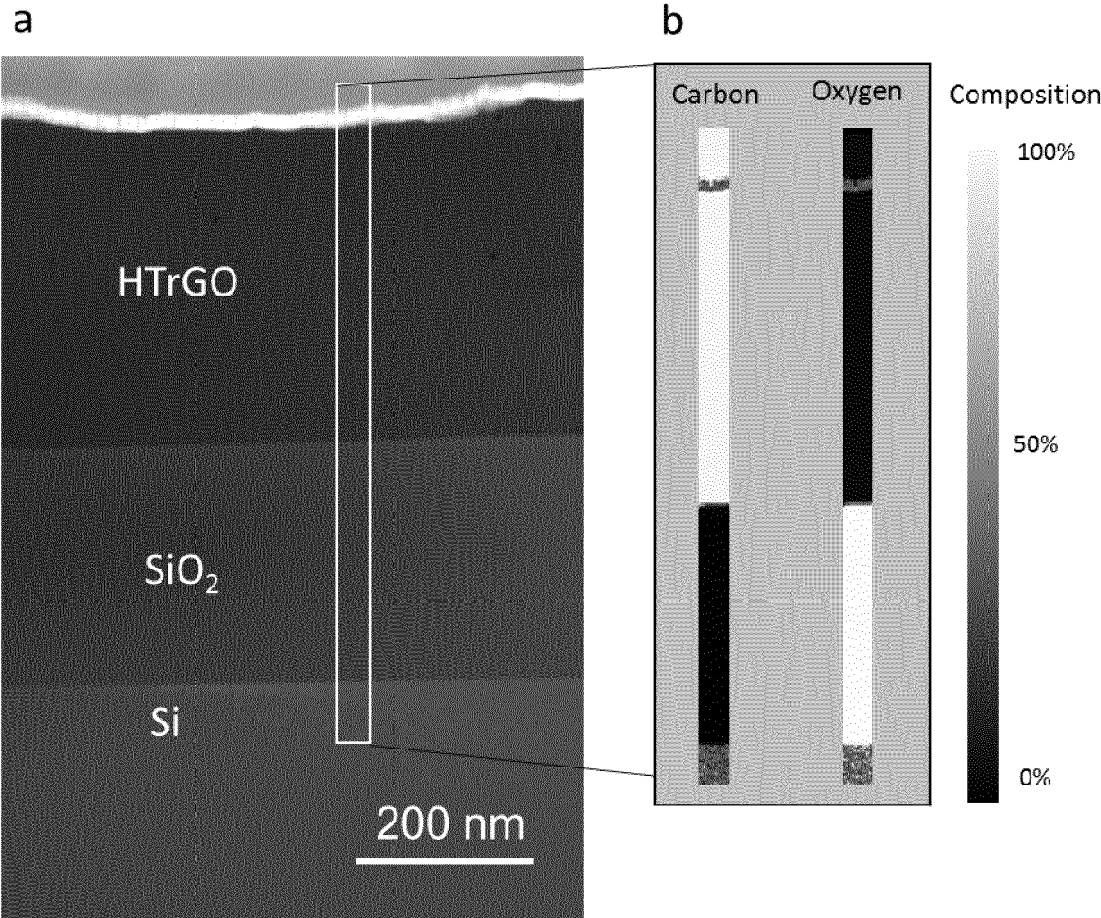 a
HTrGO
SiO₂
Si
200 nm
b
Carbon
Oxygen
Composition
100%
50%
0%